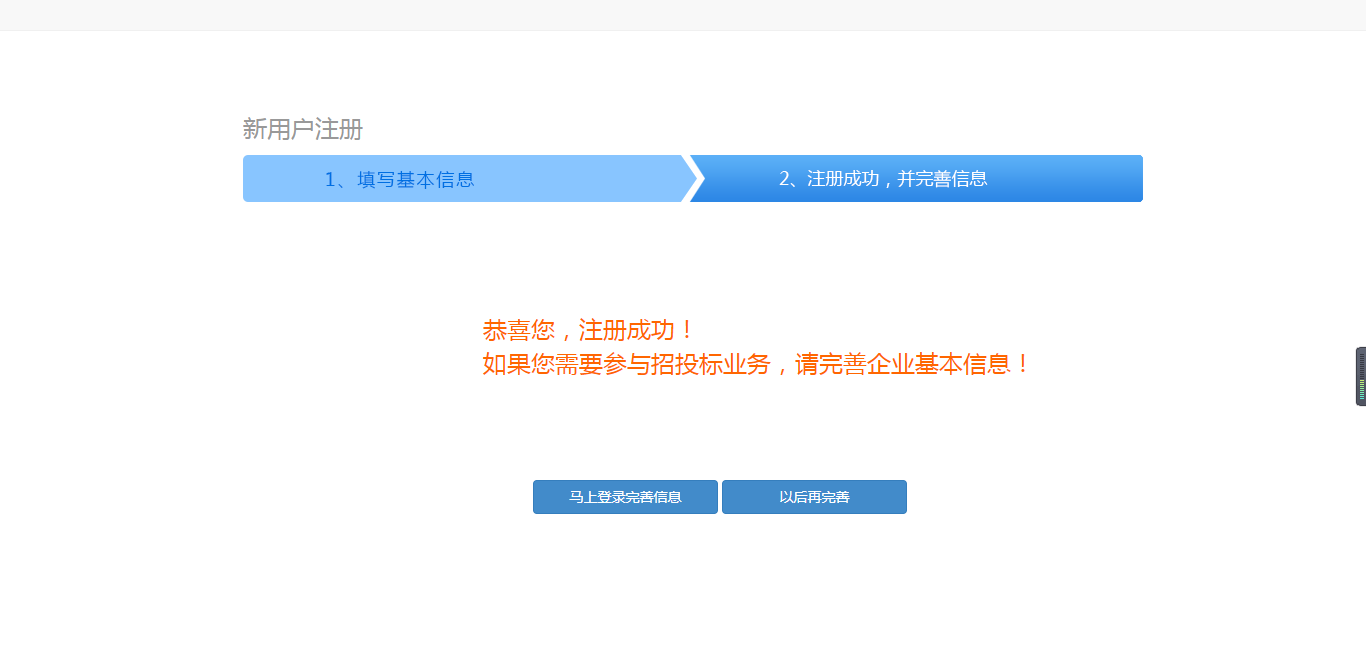 新用户注册
1、填写基本信息
2、注册成功，并完善信息
恭喜您，注册成功！
如果您需要参与招投标业务，请完善企业基本信息！
马上登录完善信息
以后再完善